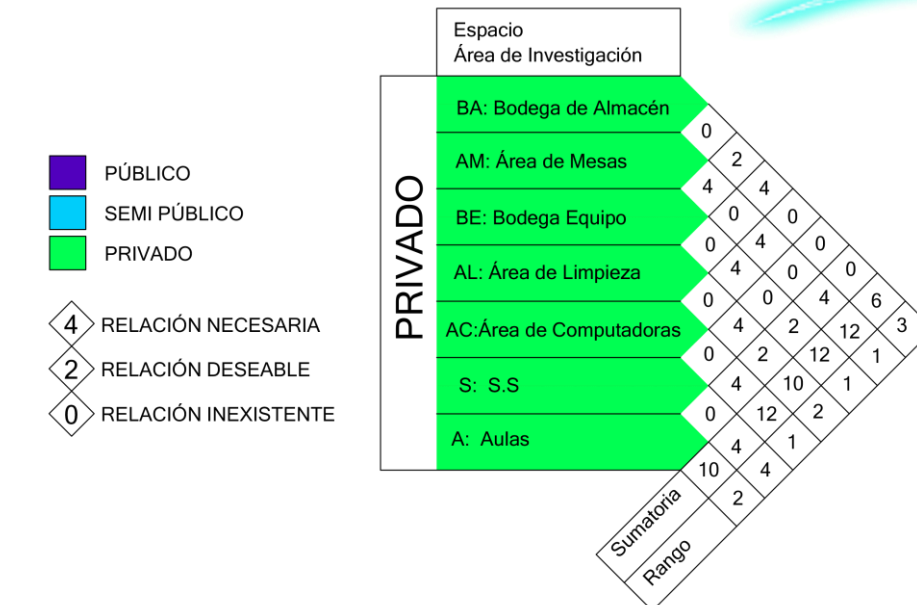 Espacio
Área de Investigación
PRIVADO
BA: Bodega de Almacén
AM: Área de Mesas
BE: Bodega Equipo
AL: Área de Limpieza
AC:Área de Computadoras
S: S.S
A: Aulas
PÚBLICO
SEMI PÚBLICO
PRIVADO
4 RELACIÓN NECESARIA
2 RELACIÓN DESEABLE
0 RELACIÓN INEXISTENTE
0
2
4 4
0 0
0 4 0
4 0 0
0 0 4 6
4 2 12 3
0 2 12 1
4 10 1
0 12 2
4 1
10 4
2
Sumatoria
Rango